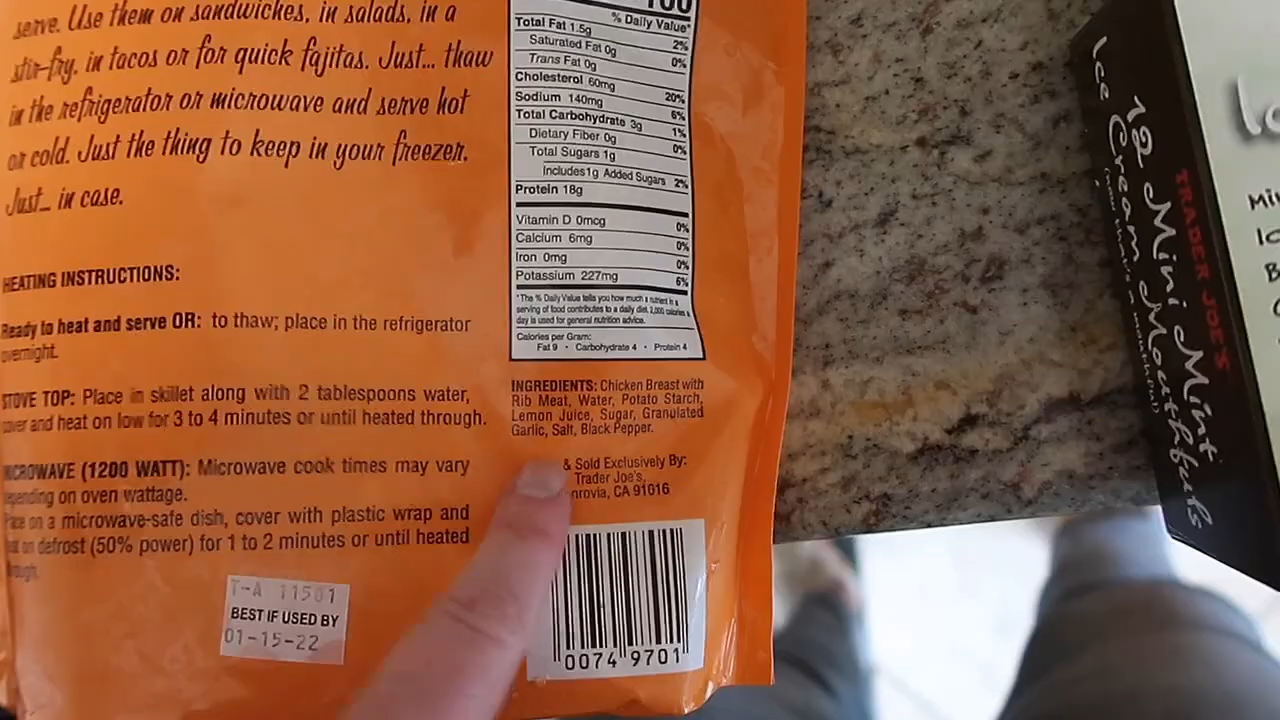 serve. Use them on sandwiches, in salads, in a
stir-fry, in tacos or for quick fajitas. Just... thaw
in the refrigerator or microwave and serve hot
or cold. Just the thing to keep in your freezer.
Just... in case.
HEATING INSTRUCTIONS:
Ready to heat and serve OR: to thaw; place in the refrigerator
overnight.
STOVE TOP: Place in skillet along with 2 tablespoons water,
cover and heat on low for 3 to 4 minutes or until heated through.
MICROWAVE (1200 WATT): Microwave cook times may vary
depending on oven wattage.
Place on a microwave-safe dish, cover with plastic wrap and
heat on defrost (50% power) for 1 to 2 minutes or until heated
through.
T-A 11501
BEST IF USED BY
01-15-22
100
% Daily Value*
Total Fat 1.5g 2%
Saturated Fat 0g 0%
Trans Fat 0g
Cholesterol 60mg 20%
Sodium 140mg 6%
Total Carbohydrate 3g 1%
Dietary Fiber 0g 0%
Total Sugars 1g
Includes 1g Added Sugars 2%
Protein 18g
Vitamin D 0mcg 0%
Calcium 6mg 0%
Iron 0mg 0%
Potassium 227mg 6%
*The % Daily Value tells you how much a nutrient in a
serving of food contributes to a daily diet. 2,000 calories a
day is used for general nutrition advice.
Calories per Gram:
Fat 9 • Carbohydrate 4 • Protein 4
INGREDIENTS: Chicken Breast with
Rib Meat, Water, Potato Starch,
Lemon Juice, Sugar, Granulated
Garlic, Salt, Black Pepper.
& Sold Exclusively By:
Trader Joe's,
nrovia, CA 91016
0074 9701
TRADER JOE'S
12 Mini Mint
Ice Cream Mouthfuls
(now that's a mouthful)